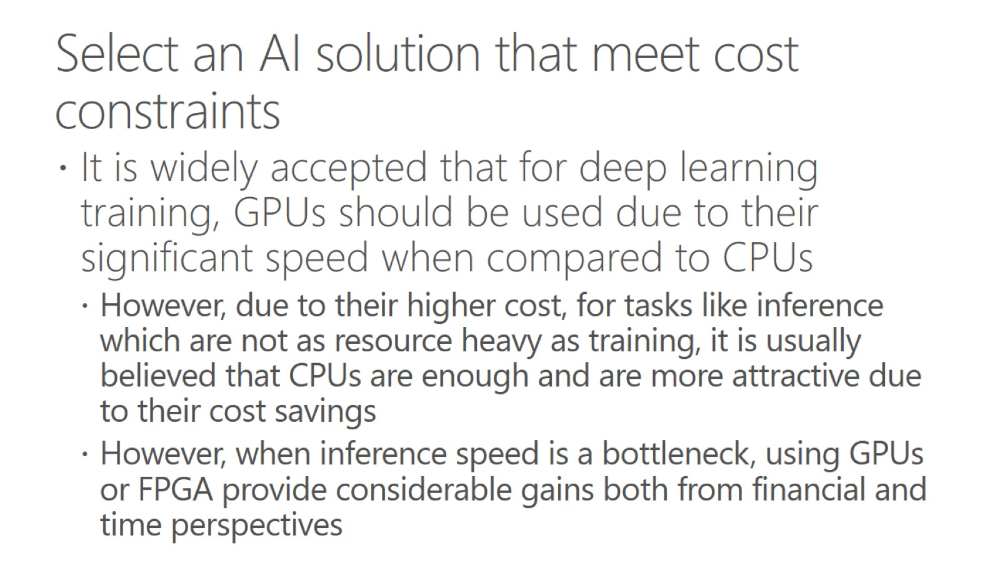 Select an AI solution that meet cost
constraints
· It is widely accepted that for deep learning
training, GPUs should be used due to their
significant speed when compared to CPUs
· However, due to their higher cost, for tasks like inference
which are not as resource heavy as training, it is usually
believed that CPUs are enough and are more attractive due
to their cost savings
· However, when inference speed is a bottleneck, using GPUs
or FPGA provide considerable gains both from financial and
time perspectives